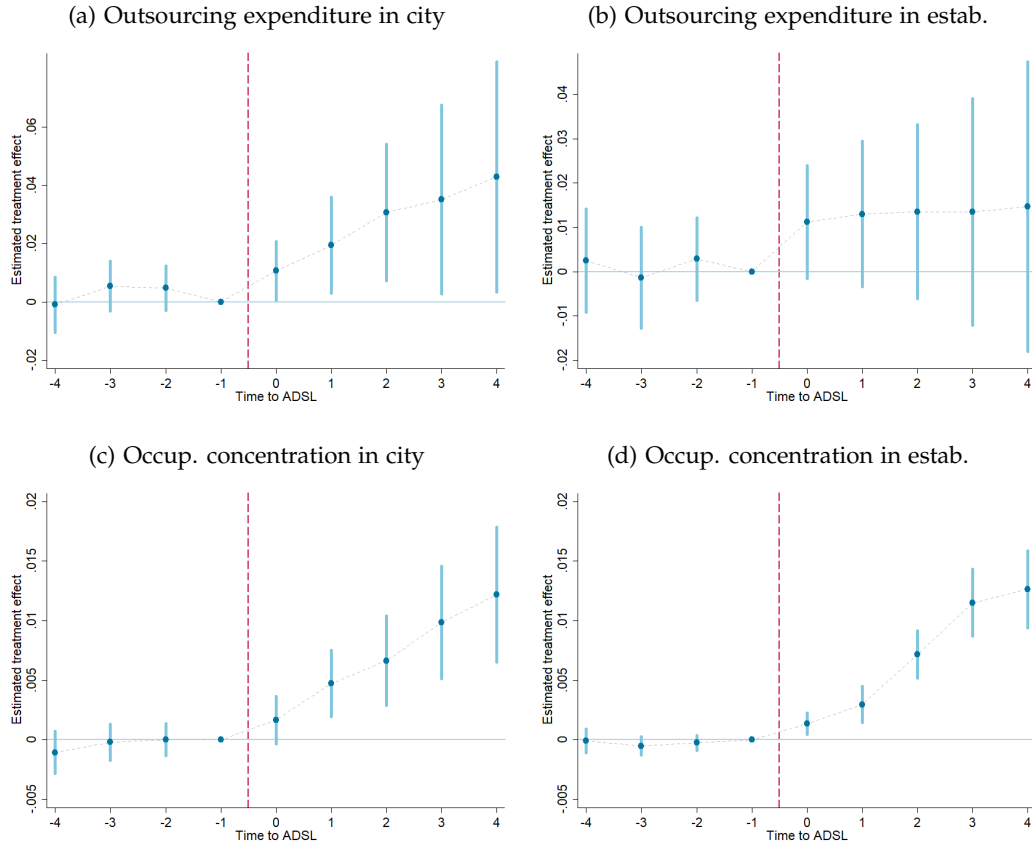 (a) Outsourcing expenditure in city
(b) Outsourcing expenditure in estab.
Estimated treatment effect
.06
.04
.02
0
-.02
-4 -3 -2 -1 0 1 2 3 4
Time to ADSL
Estimated treatment effect
.04
.03
.02
.01
0
-.01
-.02
-4 -3 -2 -1 0 1 2 3 4
Time to ADSL
(c) Occup. concentration in city
(d) Occup. concentration in estab.
Estimated treatment effect
.02
.015
.01
.005
0
-.005
-4 -3 -2 -1 0 1 2 3 4
Time to ADSL
Estimated treatment effect
.02
.015
.01
.005
0
-.005
-4 -3 -2 -1 0 1 2 3 4
Time to ADSL